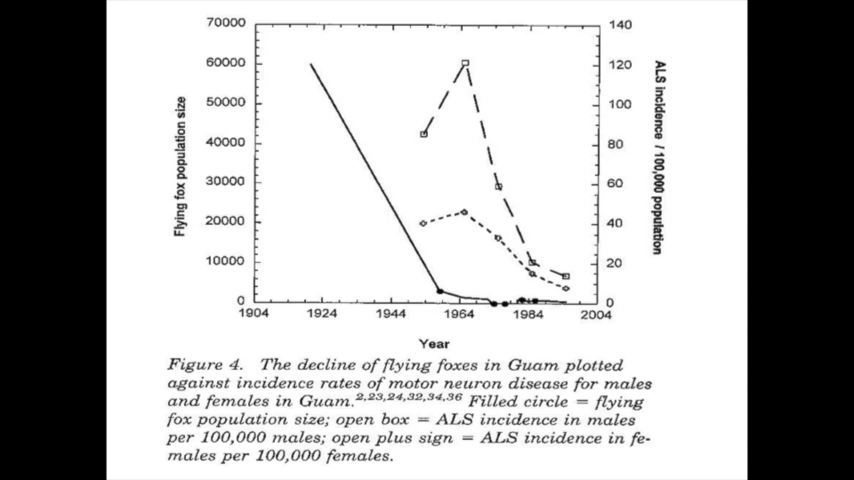 70000
60000
50000
40000
30000
20000
10000
0
Flying fox population size
140
120
100
80
60
40
20
0
ALS incidence / 100,000 population
1904 1924 1944 1964 1984 2004
Year
Figure 4. The decline of flying foxes in Guam plotted
against incidence rates of motor neuron disease for males
and females in Guam.2,23,24,32,34,36 Filled circle = flying
fox population size; open box = ALS incidence in males
per 100,000 males; open plus sign = ALS incidence in fe-
males per 100,000 females.